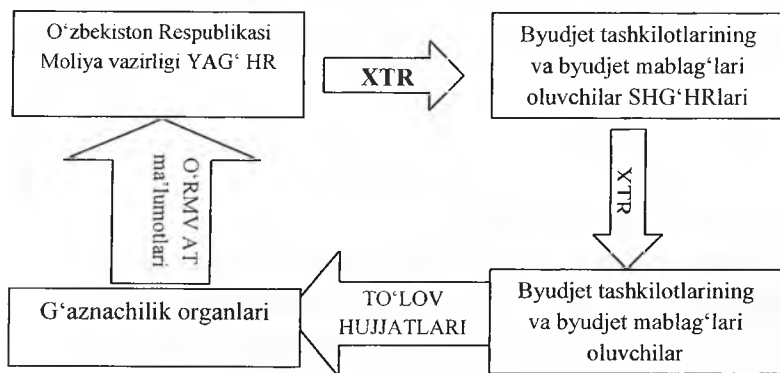 O‘zbekiston Respublikasi
Moliya vazirligi YAG‘ HR
XTR
Byudjet tashkilotlarining
va byudjet mablag‘lari
oluvchilar SHG‘HRlari
XTR
Byudjet tashkilotlarining
va byudjet mablag‘lari
oluvchilar
TO‘LOV
HUJJATLARI
G‘aznachilik organlari
O‘RMV AT
ma’lumotlari